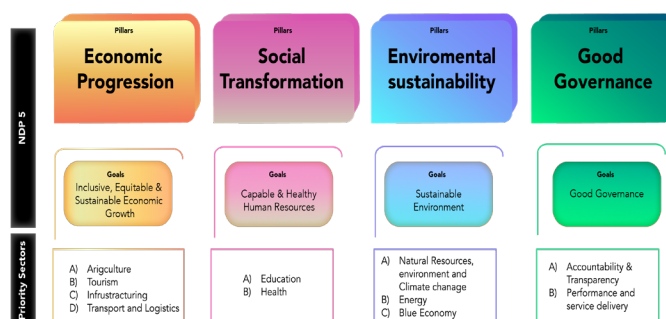 NDP 5
Pillars
Economic
Progression
Pillars
Social
Transformation
Pillars
Enviromental
sustainability
Pillars
Good
Governance
Goals
Inclusive, Equitable &
Sustainable Economic
Growth
Goals
Capable & Healthy
Human Resources
Goals
Sustainable
Environment
Goals
Good Governance
Priority Sectors
A) Arigculture
B) Tourism
C) Infrustracturing
D) Transport and Logistics
A) Education
B) Health
A) Natural Resources,
environment and
Climate chanage
B) Energy
C) Blue Economy
A) Accountability &
Transparency
B) Performance and
service delivery